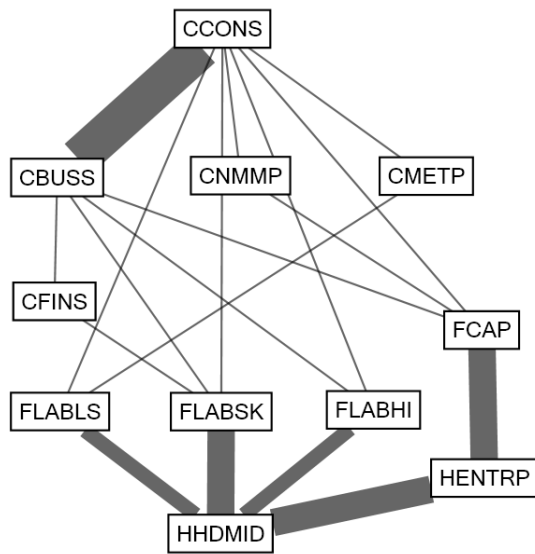 CCONS
CBUSS
CNMMP
CMETP
CFINS
FCAP
FLABLS
FLABSK
FLABHI
HENTRP
HHDMID